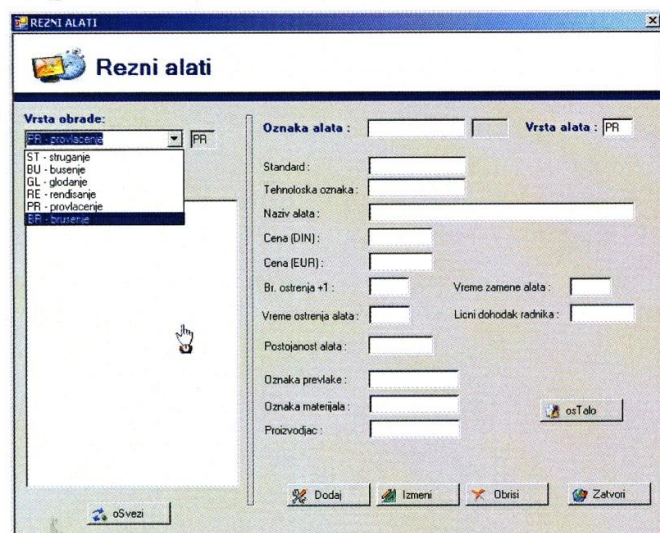 REZNI ALATI
Rezni alati
Vrsta obrade:
PR - provlacenje
PR
ST - struganje
BU - busenje
GL - glodanje
RE - rendisanje
PR - provlacenje
BR - brusenje
oSvezi
Oznaka alata :
Vrsta alata : PR
Standard :
Tehnoloska oznaka :
Naziv alata :
Cena (DIN) :
Cena (EUR) :
Br. ostrenja +1 :
Vreme zamene alata :
Vreme ostrenja alata :
Licni dohodak radnika :
Postojanost alata :
Oznaka prevlake :
Oznaka materijala :
Proizvodjac :
osTalo
Dodaj
Izmeni
Obrisi
Zatvori